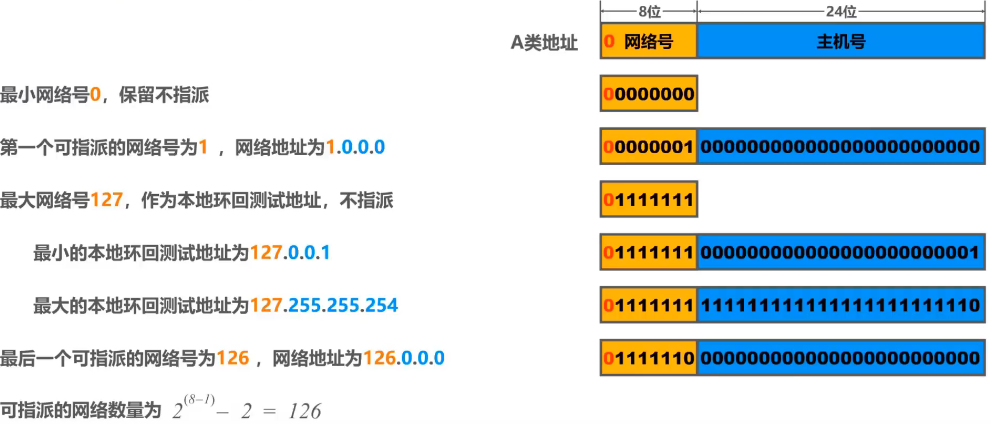 8位 24位
A类地址 0 网络号 主机号
最小网络号0，保留不指派 00000000
第一个可指派的网络号为1 ，网络地址为1.0.0.0 00000001 000000000000000000000000
最大网络号127，作为本地环回测试地址，不指派 01111111
最小的本地环回测试地址为127.0.0.1 01111111 000000000000000000000001
最大的本地环回测试地址为127.255.255.254 01111111 111111111111111111111110
最后一个可指派的网络号为126 ，网络地址为126.0.0.0 01111110 000000000000000000000000
可指派的网络数量为 2^(8−1) − 2 = 126